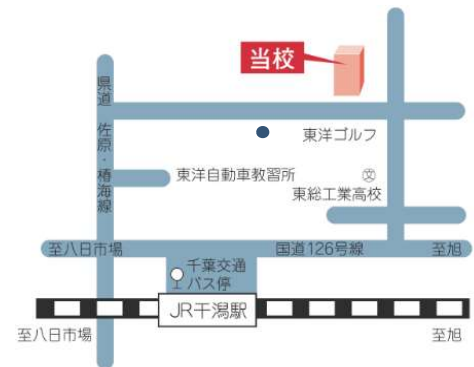 当校
県道 佐原・椿海線
東洋ゴルフ
東洋自動車教習所
文
東総工業高校
至八日市場
国道126号線
至旭
千葉交通
バス停
JR干潟駅
至八日市場
至旭